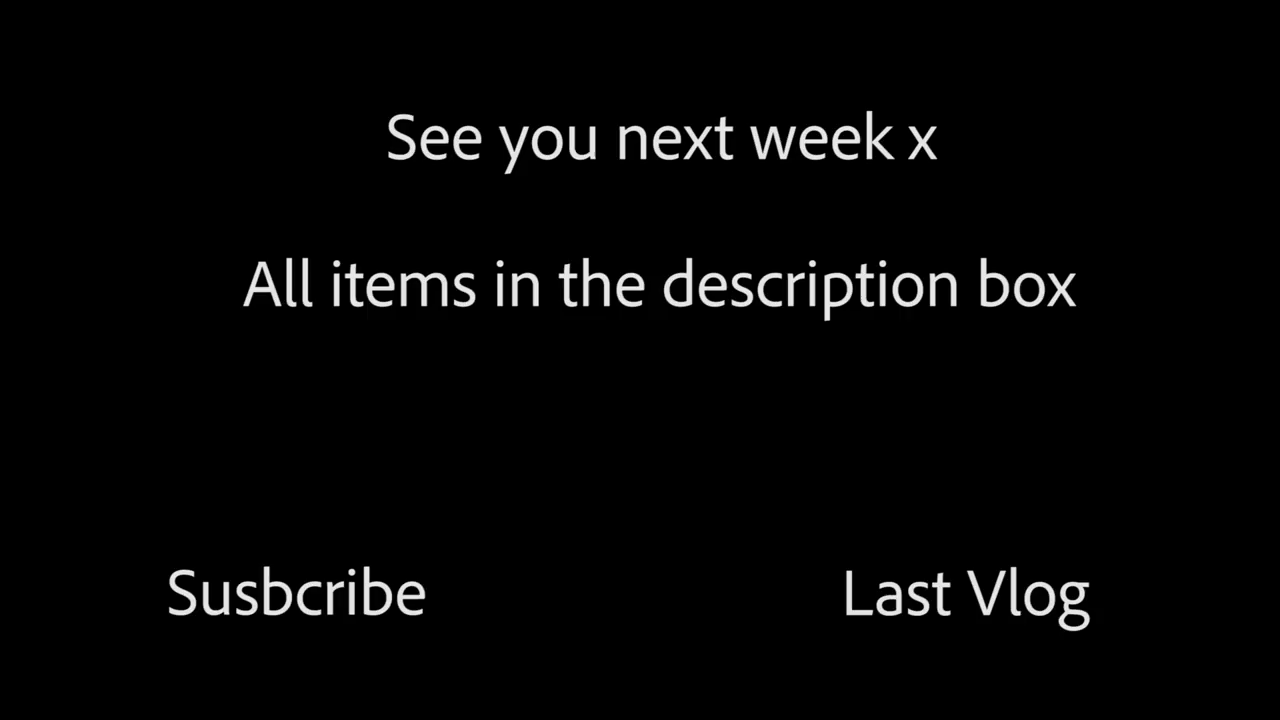 See you next week x
All items in the description box
Susbcribe
Last Vlog